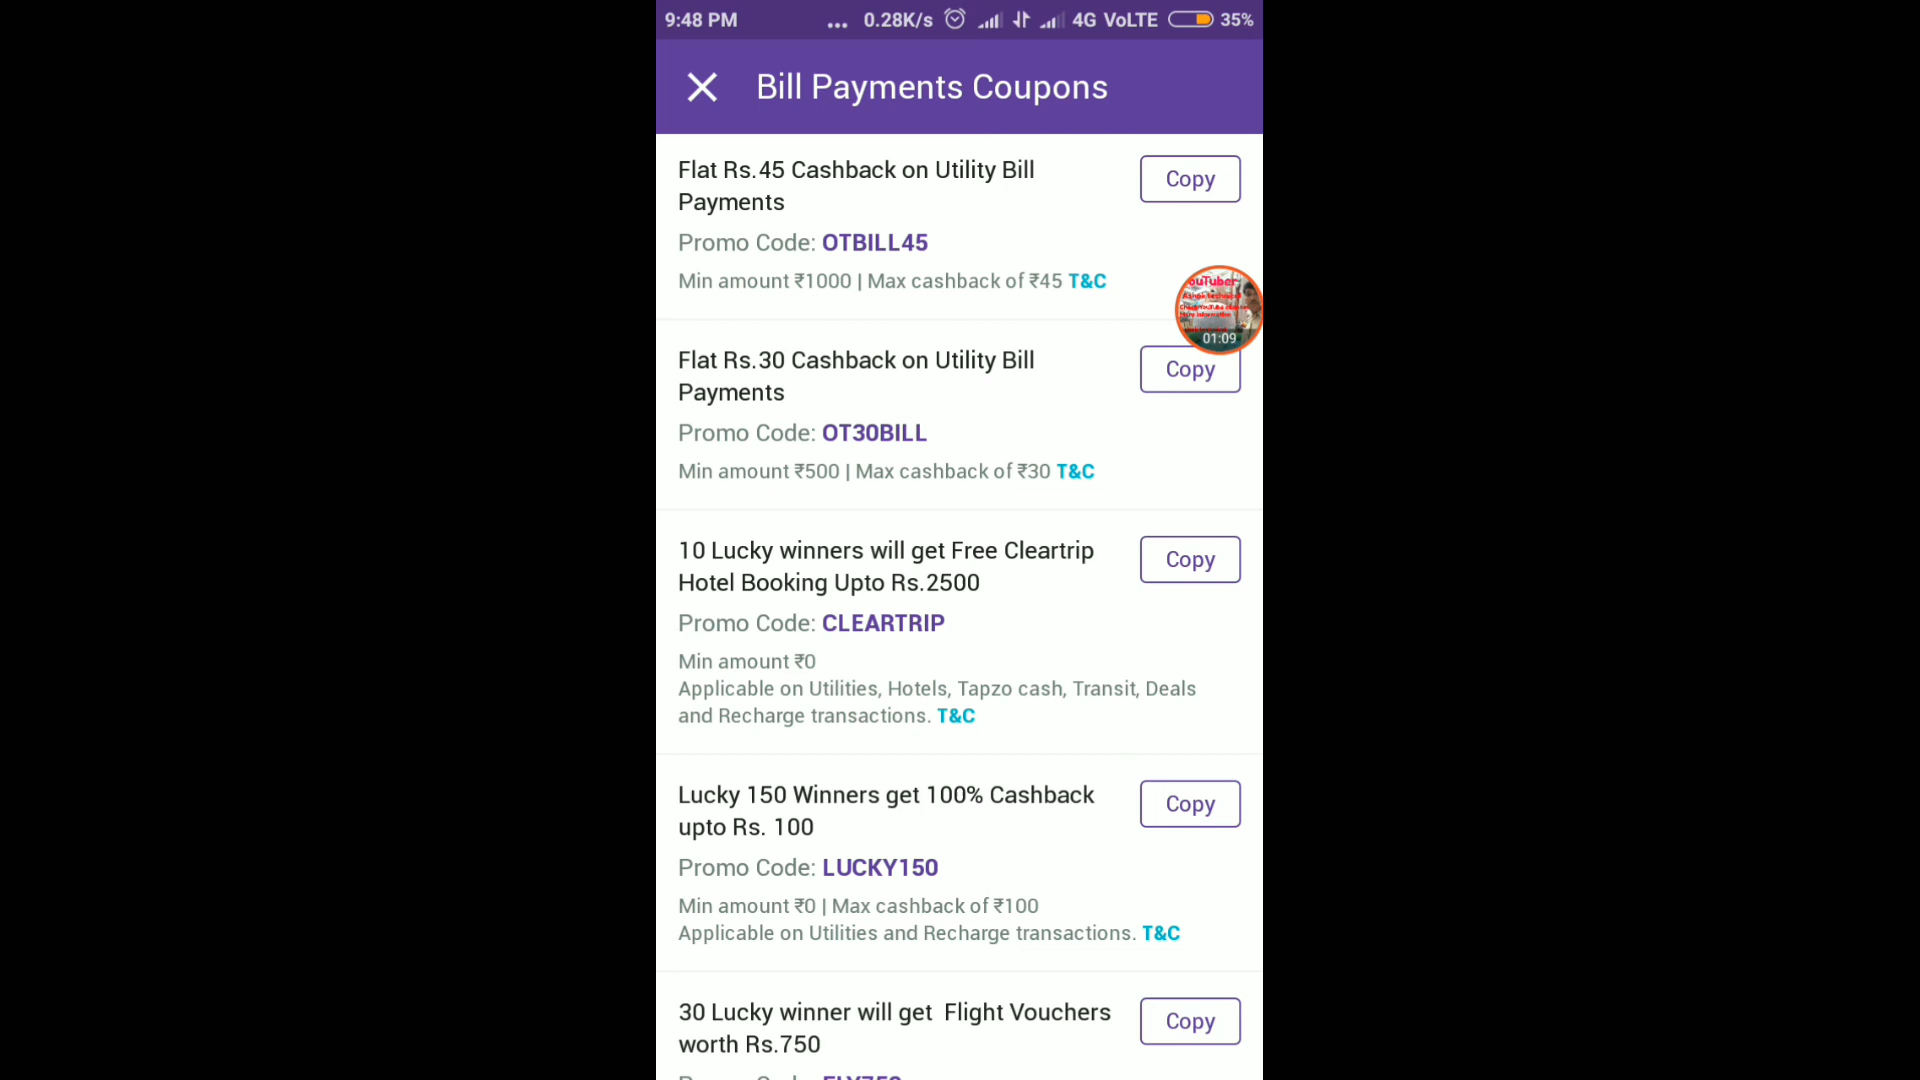 9:48 PM ... 0.28K/s 4G VoLTE 35%
Bill Payments Coupons
Flat Rs.45 Cashback on Utility Bill
Payments
Copy
Promo Code: OTBILL45
Min amount ₹1000 | Max cashback of ₹45 T&C
ouTuber
01:09
Flat Rs.30 Cashback on Utility Bill
Payments
Copy
Promo Code: OT30BILL
Min amount ₹500 | Max cashback of ₹30 T&C
10 Lucky winners will get Free Cleartrip
Hotel Booking Upto Rs.2500
Copy
Promo Code: CLEARTRIP
Min amount ₹0
Applicable on Utilities, Hotels, Tapzo cash, Transit, Deals
and Recharge transactions. T&C
Lucky 150 Winners get 100% Cashback
upto Rs. 100
Copy
Promo Code: LUCKY150
Min amount ₹0 | Max cashback of ₹100
Applicable on Utilities and Recharge transactions. T&C
30 Lucky winner will get  Flight Vouchers
worth Rs.750
Copy